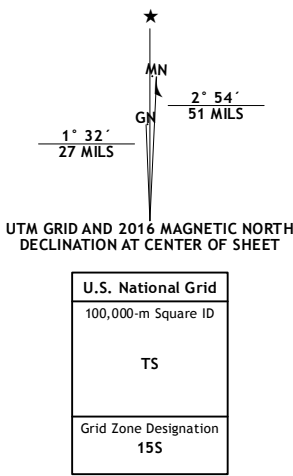 ★
MN
2° 54´
51 MILS
GN
1° 32´
27 MILS
UTM GRID AND 2016 MAGNETIC NORTH
DECLINATION AT CENTER OF SHEET
U.S. National Grid
100,000-m Square ID
TS
Grid Zone Designation
15S